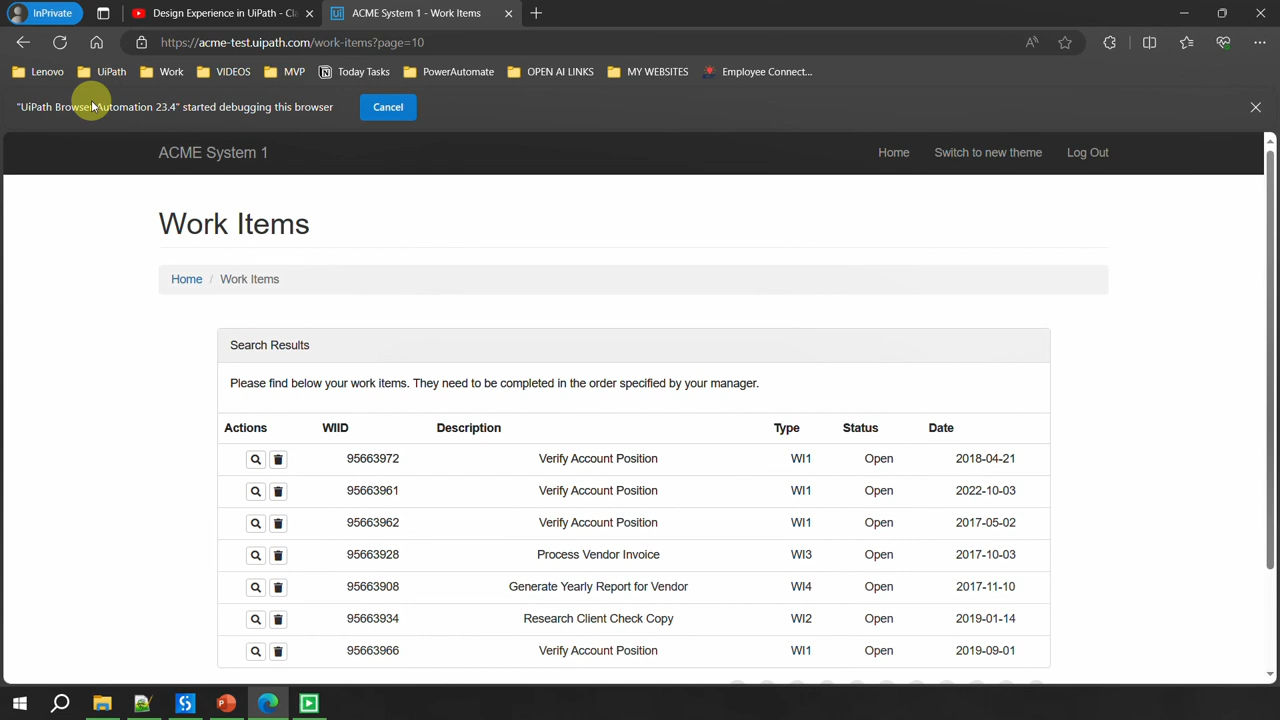 InPrivate
Design Experience in UiPath - Cla
ACME System 1 - Work Items
https://acme-test.uipath.com/work-items?page=10
Lenovo
UiPath
Work
VIDEOS
MVP
Today Tasks
PowerAutomate
OPEN AI LINKS
MY WEBSITES
Employee Connect...
"UiPath Browser Automation 23.4" started debugging this browser
Cancel
ACME System 1
Home
Switch to new theme
Log Out
Work Items
Home / Work Items
Search Results
Please find below your work items. They need to be completed in the order specified by your manager.
Actions WIID Description Type Status Date
95663972 Verify Account Position WI1 Open 2018-04-21
95663961 Verify Account Position WI1 Open 2022-10-03
95663962 Verify Account Position WI1 Open 2017-05-02
95663928 Process Vendor Invoice WI3 Open 2017-10-03
95663908 Generate Yearly Report for Vendor WI4 Open 2017-11-10
95663934 Research Client Check Copy WI2 Open 2019-01-14
95663966 Verify Account Position WI1 Open 2019-09-01